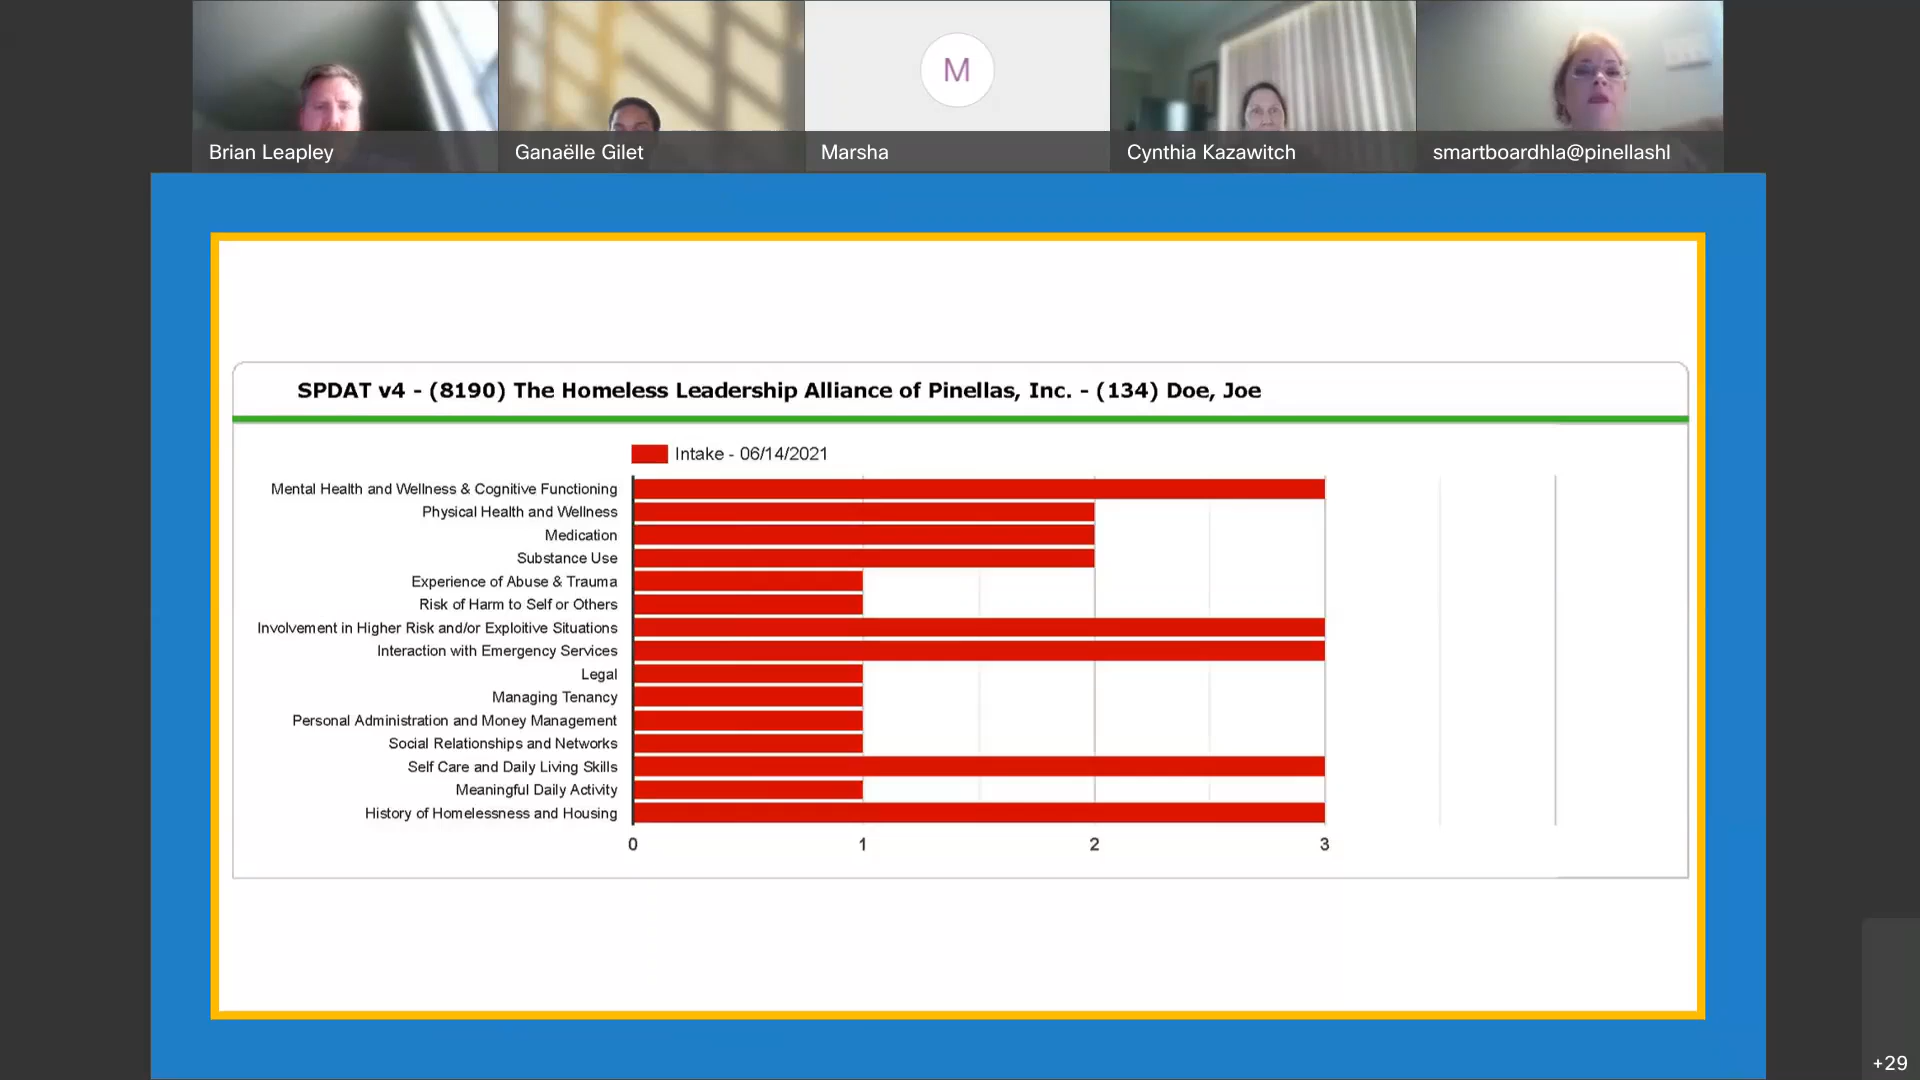 M
Brian Leapley
Ganaëlle Gilet
Marsha
Cynthia Kazawitch
smartboardhla@pinellashl
SPDAT v4 - (8190) The Homeless Leadership Alliance of Pinellas, Inc. - (134) Doe, Joe
Intake - 06/14/2021
Mental Health and Wellness & Cognitive Functioning
Physical Health and Wellness
Medication
Substance Use
Experience of Abuse & Trauma
Risk of Harm to Self or Others
Involvement in Higher Risk and/or Exploitive Situations
Interaction with Emergency Services
Legal
Managing Tenancy
Personal Administration and Money Management
Social Relationships and Networks
Self Care and Daily Living Skills
Meaningful Daily Activity
History of Homelessness and Housing
0 1 2 3
+29